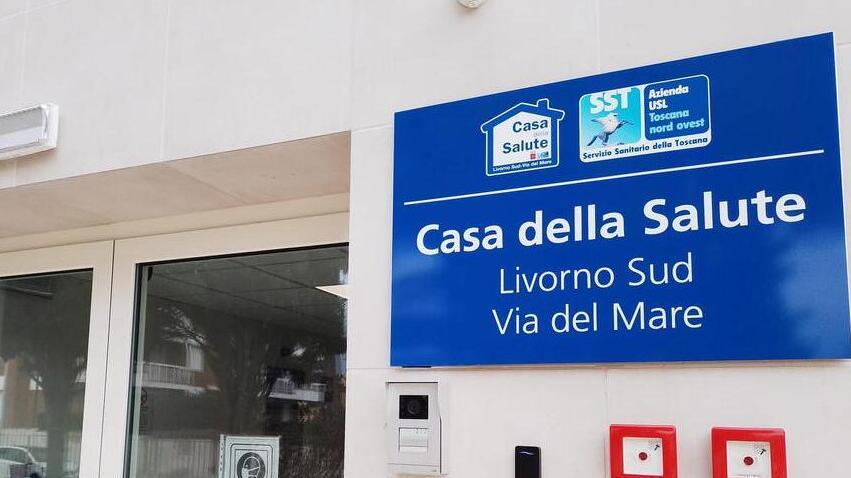 Casa
della
Salute
Livorno Sud-Via del Mare
SST
Azienda
USL
Toscana
nord ovest
Servizio Sanitario della Toscana
Casa della Salute
Livorno Sud
Via del Mare